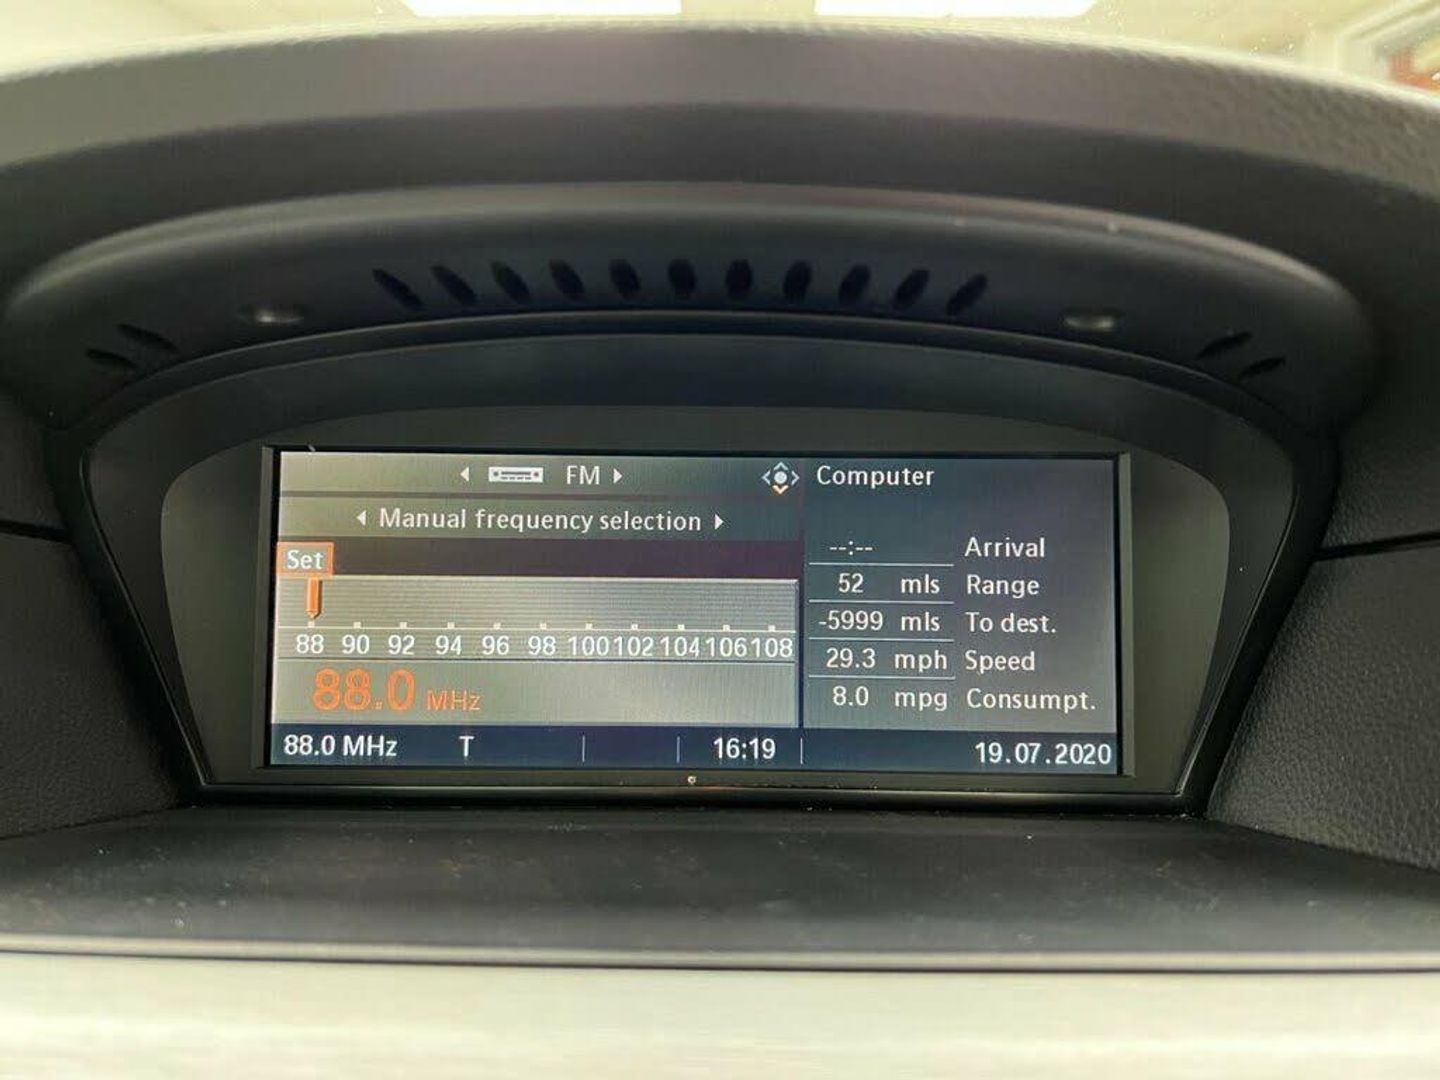 FM
Computer
Manual frequency selection
Set
88 90 92 94 96 98 100 102 104 106 108
88.0 MHz
--:-- Arrival
52 mls Range
-5999 mls To dest.
29.3 mph Speed
8.0 mpg Consumpt.
88.0 MHz T 16:19 19.07.2020